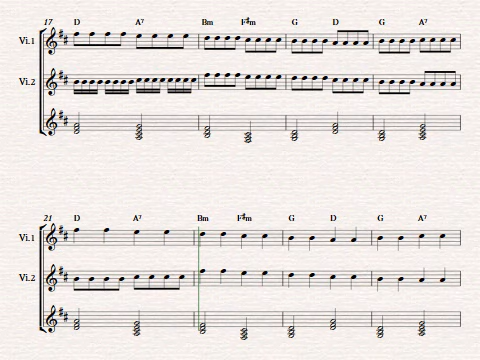 17 D A7 Bm F#m G D G A7
Vi.1
Vi.2
21 D A7 Bm F#m G D G A7
Vi.1
Vi.2